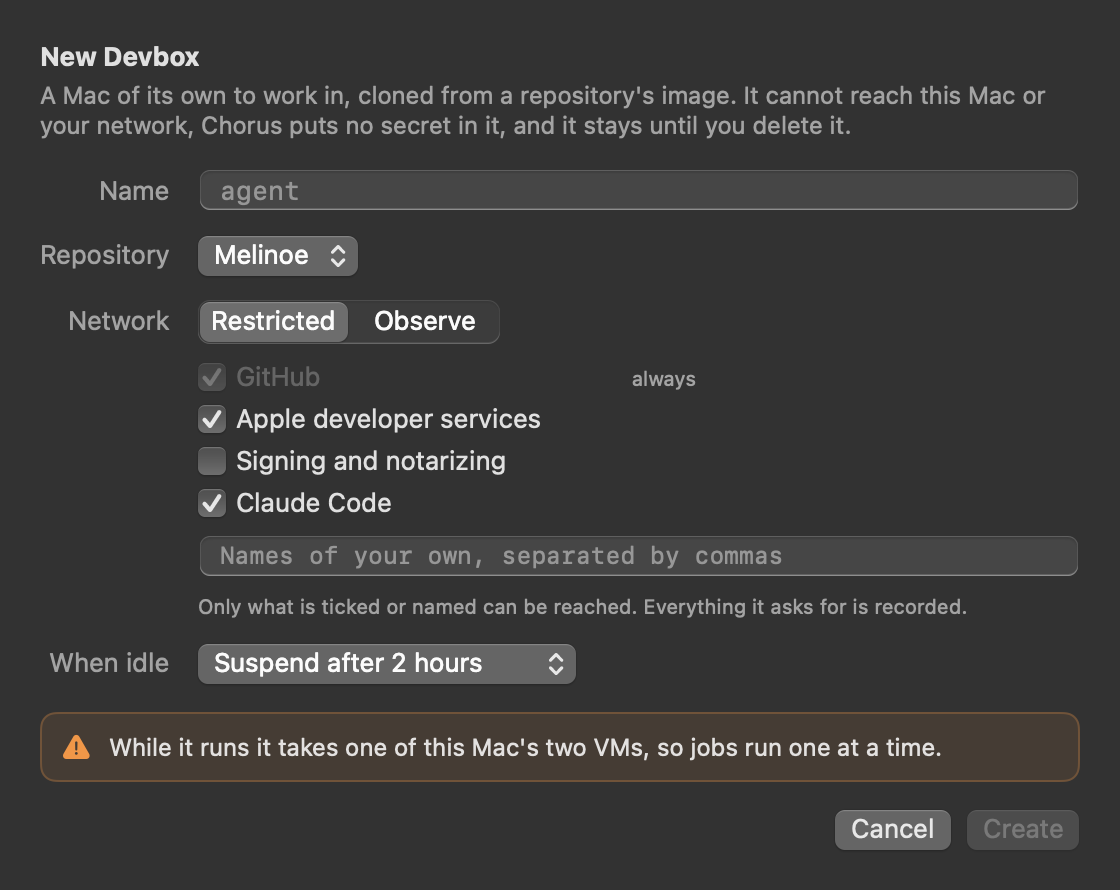 New Devbox
A Mac of its own to work in, cloned from a repository's image. It cannot reach this Mac or
your network, Chorus puts no secret in it, and it stays until you delete it.
Name agent
Repository Melinoe
Network Restricted Observe
GitHub always
Apple developer services
Signing and notarizing
Claude Code
Names of your own, separated by commas
Only what is ticked or named can be reached. Everything it asks for is recorded.
When idle Suspend after 2 hours
While it runs it takes one of this Mac's two VMs, so jobs run one at a time.
Cancel Create